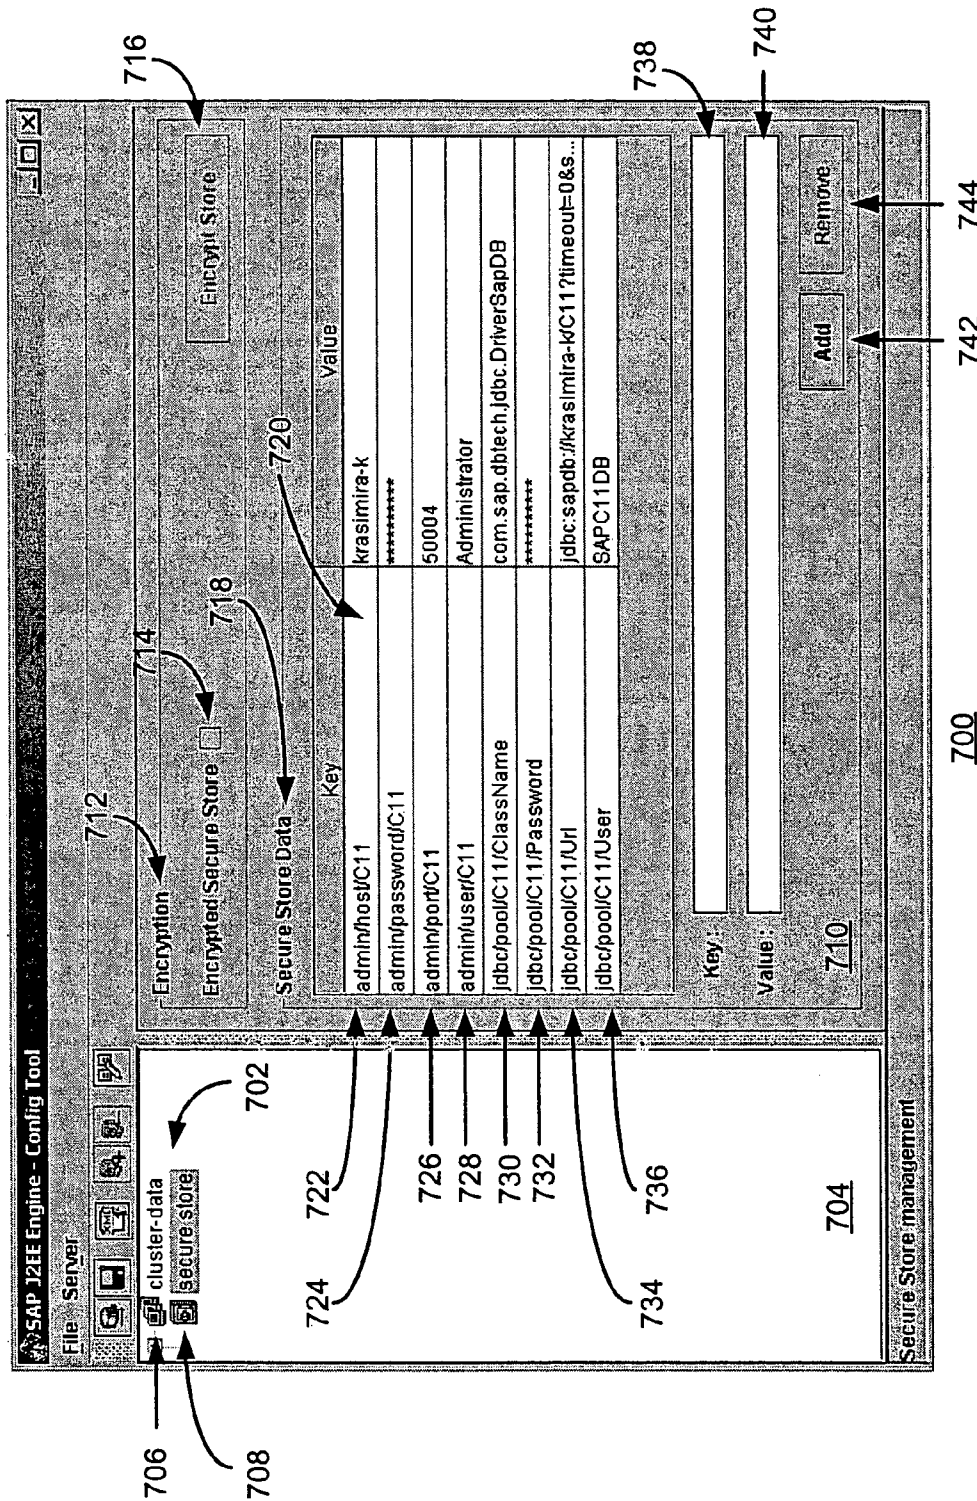 SAP J2EE Engine - Config Tool
File Server
cluster-data
secure store
702
704
706
708
712
Encryption
714
716
Encrypted Secure Store
Encrypt Store
718
Secure Store Data
720
Key Value
722
admin/host/C11 krasimira-k
724
admin/password/C11 **********
726
admin/port/C11 50004
728
admin/user/C11 Administrator
730
jdbc/pool/C11/ClassName com.sap.dbtech.jdbc.DriverSapDB
732
jdbc/pool/C11/Password *********
734
jdbc/pool/C11/Url jdbc:sapdb://krasimira-k/C11?timeout=0&s...
736
jdbc/pool/C11/User SAPC11DB
Key :
738
Value :
740
710
Add Remove
742
744
Secure Store management
700